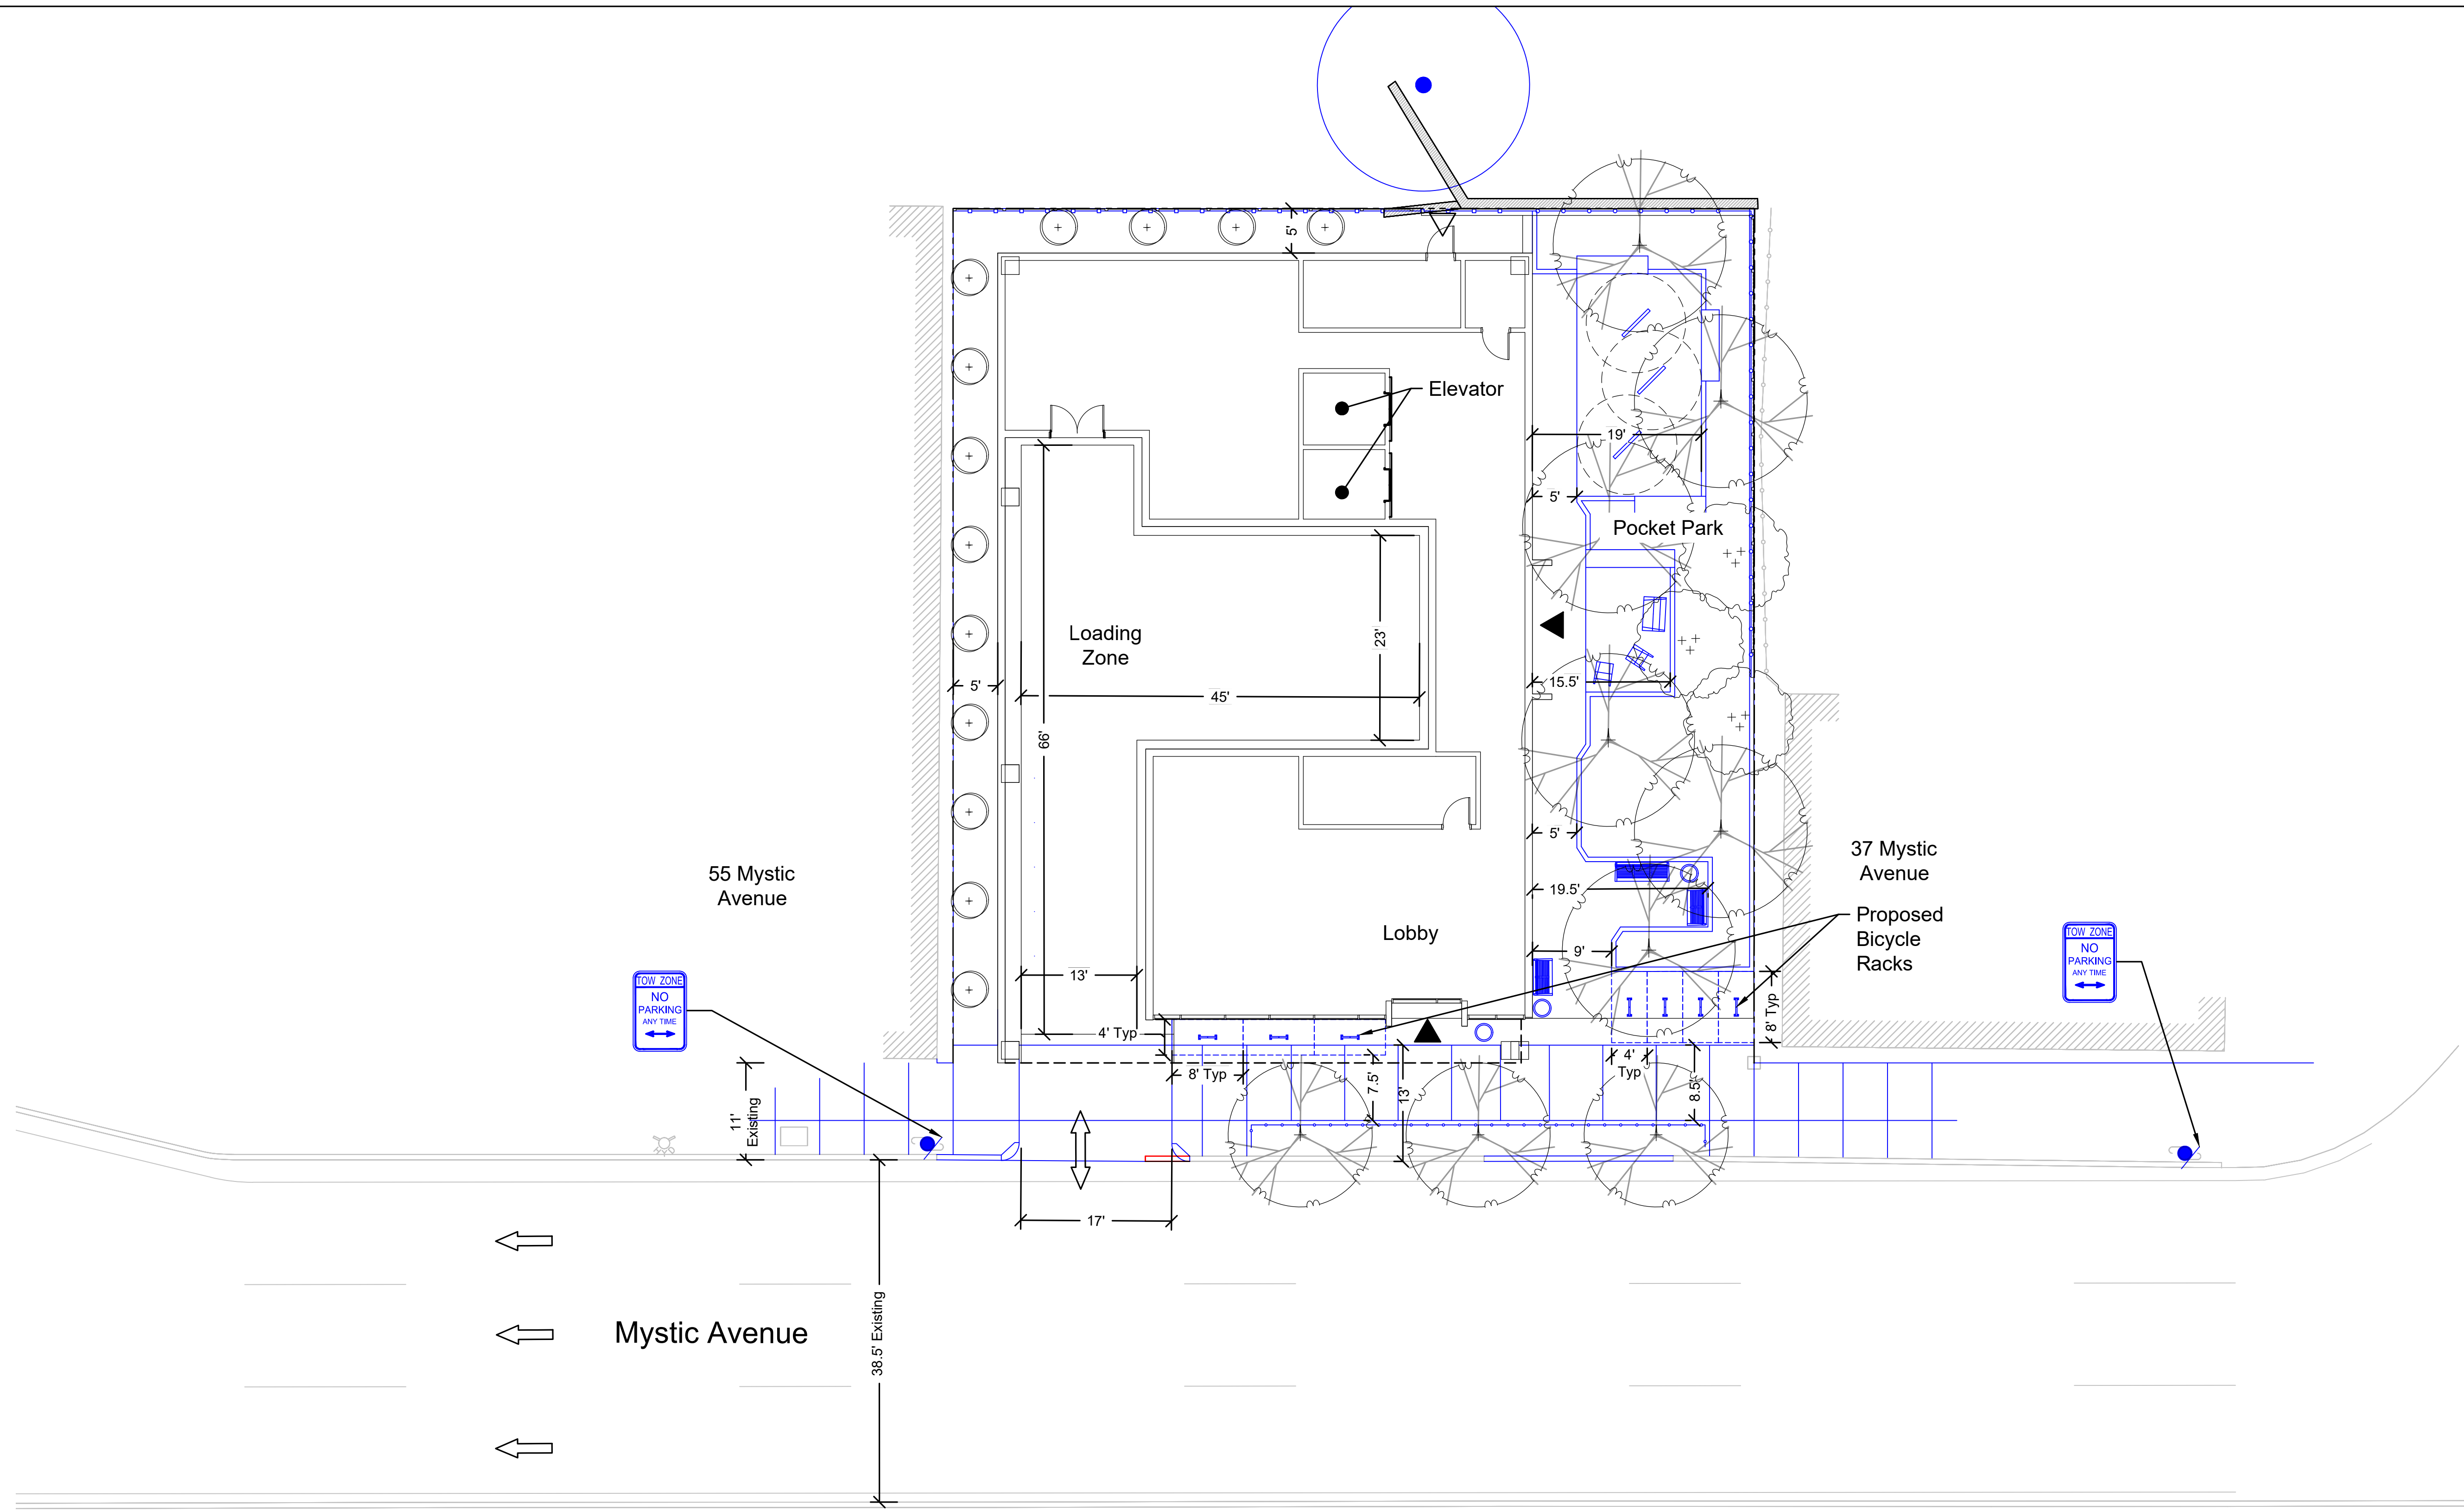 5'
Elevator
19'
5'
Pocket Park
Loading
Zone
23'
5'
45'
15.5'
66'
5'
37 Mystic
Avenue
55 Mystic
Avenue
19.5'
Proposed
Bicycle
Racks
Lobby
9'
TOW ZONE
NO
PARKING
ANY TIME
TOW ZONE
NO
PARKING
ANY TIME
13'
8' Typ
4' Typ
8' Typ
7.5'
13'
4'
Typ
8.5'
11'
Existing
17'
Mystic Avenue
38.5' Existing